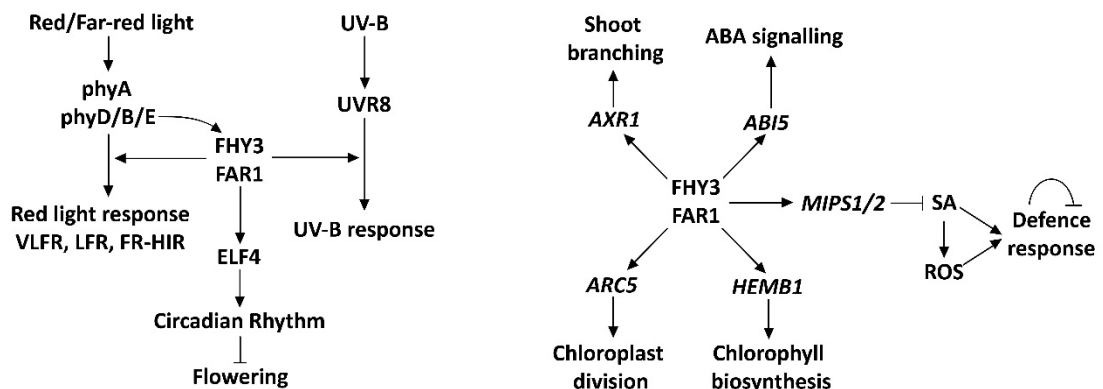 Red/Far-red light
phyA
phyD/B/E
FHY3
FAR1
Red light response
VLFR, LFR, FR-HIR
ELF4
Circadian Rhythm
Flowering
UV-B
UVR8
UV-B response
Shoot
branching
ABA signalling
AXR1
ABI5
FHY3
FAR1
MIPS1/2
SA
ROS
Defence
response
ARC5
HEMB1
Chloroplast
division
Chlorophyll
biosynthesis